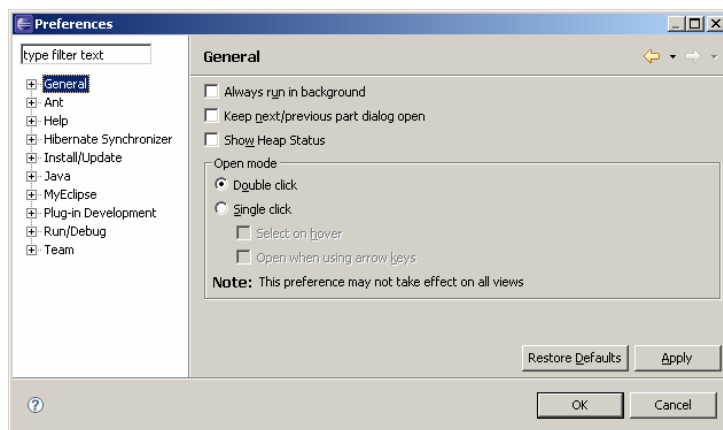 Preferences
type filter text
General
Ant
Help
Hibernate Synchronizer
Install/Update
Java
MyEclipse
Plug-in Development
Run/Debug
Team
General
Always run in background
Keep next/previous part dialog open
Show Heap Status
Open mode
Double click
Single click
Select on hover
Open when using arrow keys
Note: This preference may not take effect on all views
Restore Defaults Apply
OK Cancel